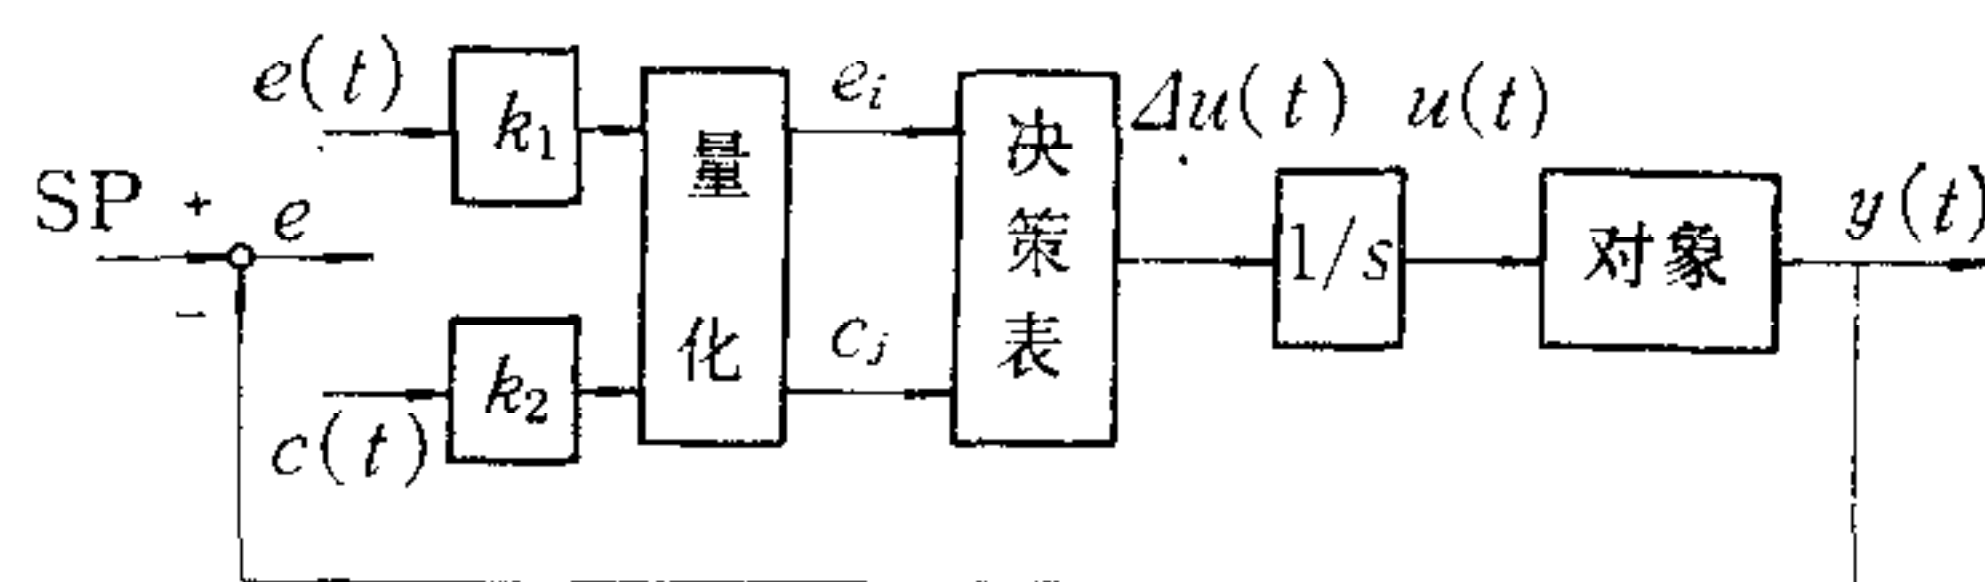 e(t) k₁ 量化 eᵢ 决策表 Δu(t) u(t)
SP + e 1/s 对象 y(t)
−
c(t) k₂ cⱼ